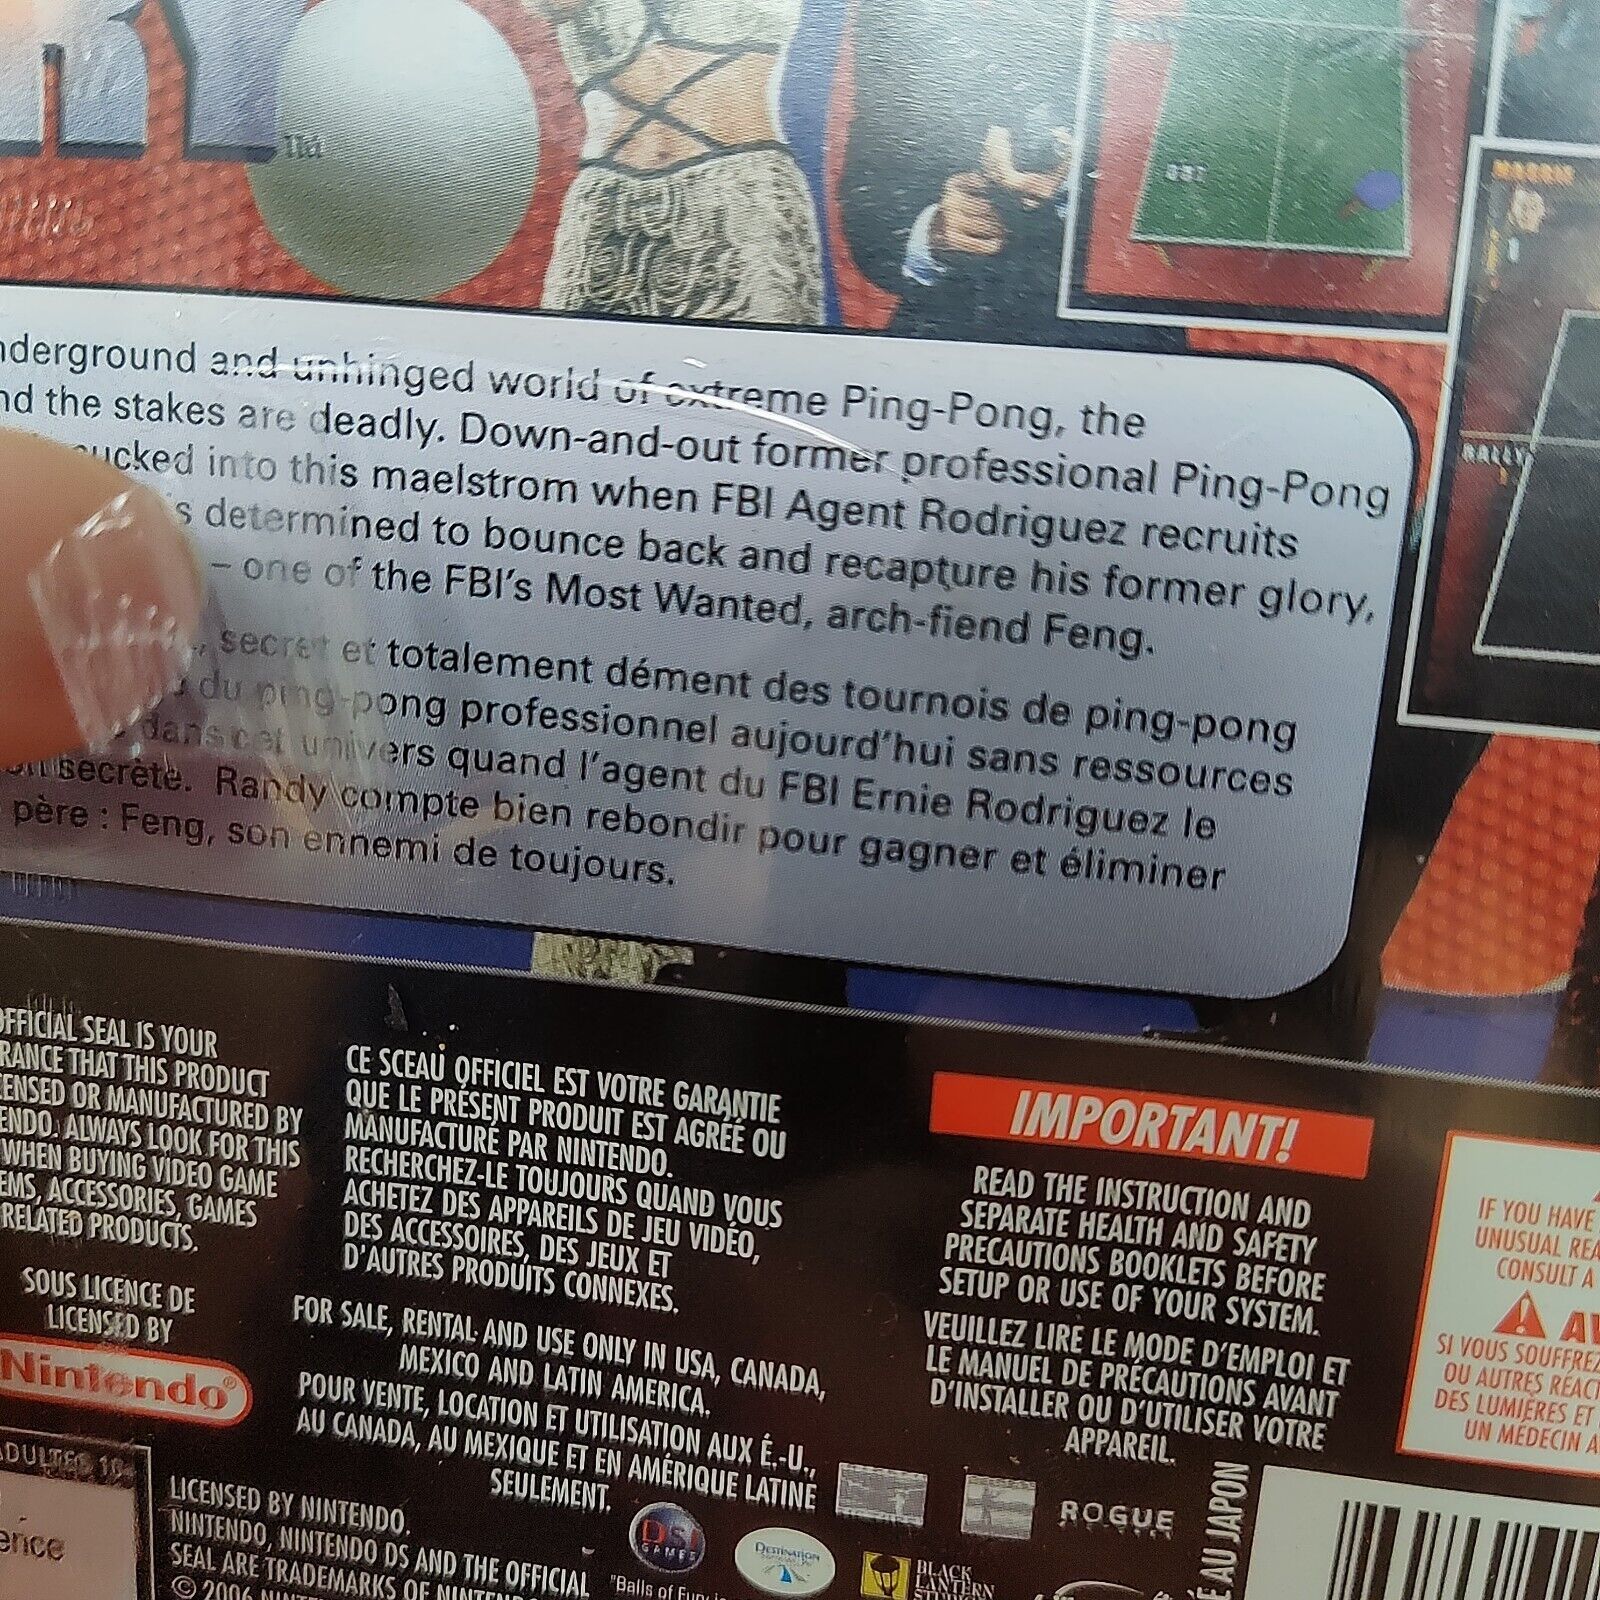 TM
MASSIE
RALLY
and unhinged world of extreme Ping-Pong, the
the stakes are deadly. Down-and-out former professional Ping-Pong
into this maelstrom when FBI Agent Rodriguez recruits
determined to bounce back and recapture his former glory,
– one of the FBI's Most Wanted, arch-fiend Feng.
secret et totalement dément des tournois de ping-pong
du ping-pong professionnel aujourd'hui sans ressources
dans cet univers quand l'agent du FBI Ernie Rodriguez le
secrète. Randy compte bien rebondir pour gagner et éliminer
père : Feng, son ennemi de toujours.
SEAL IS YOUR
THAT THIS PRODUCT
OR MANUFACTURED BY
ALWAYS LOOK FOR THIS
WHEN BUYING VIDEO GAME
ACCESSORIES, GAMES
RELATED PRODUCTS.
SOUS LICENCE DE
LICENSED BY
Nintendo®
CE SCEAU OFFICIEL EST VOTRE GARANTIE
QUE LE PRÉSENT PRODUIT EST AGRÉÉ OU
MANUFACTURÉ PAR NINTENDO.
RECHERCHEZ-LE TOUJOURS QUAND VOUS
ACHETEZ DES APPAREILS DE JEU VIDÉO,
DES ACCESSOIRES, DES JEUX ET
D'AUTRES PRODUITS CONNEXES.
FOR SALE, RENTAL AND USE ONLY IN USA, CANADA,
MEXICO AND LATIN AMERICA.
POUR VENTE, LOCATION ET UTILISATION AUX É.-U.,
AU CANADA, AU MEXIQUE ET EN AMÉRIQUE LATINE
SEULEMENT.
IMPORTANT!
READ THE INSTRUCTION AND
SEPARATE HEALTH AND SAFETY
PRECAUTIONS BOOKLETS BEFORE
SETUP OR USE OF YOUR SYSTEM.
VEUILLEZ LIRE LE MODE D'EMPLOI ET
LE MANUEL DE PRÉCAUTIONS AVANT
D'INSTALLER OU D'UTILISER VOTRE
APPAREIL.
IF YOU HAVE
UNUSUAL
CONSULT A
SI VOUS SOUFFREZ
OU AUTRES
DES LUMIÈRES ET
UN MÉDECIN
LICENSED BY NINTENDO.
NINTENDO, NINTENDO DS AND THE OFFICIAL
SEAL ARE TRADEMARKS OF
© 2006
DSI
GAMES
DESTINATION
BLACK
LANTERN
STUDIOS
ROGUE
"Balls of Fury
AU JAPON